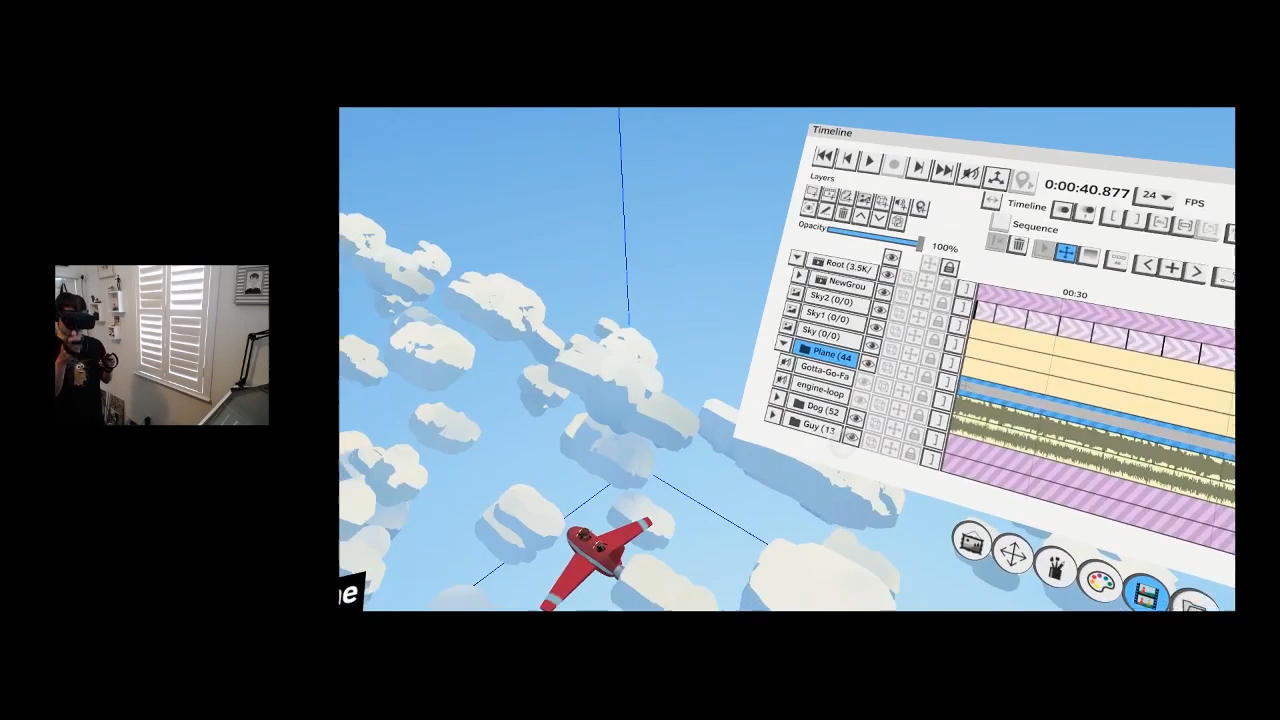 Timeline
0:00:40.877 24 FPS
Layers
Timeline
Sequence
Opacity 100%
00:30
Root (3.5K/
NewGrou
Sky2 (0/0)
Sky1 (0/0)
Sky (0/0)
Plane (44
Gotta-Go-Fa
engine-loop
Dog (52
Guy (13